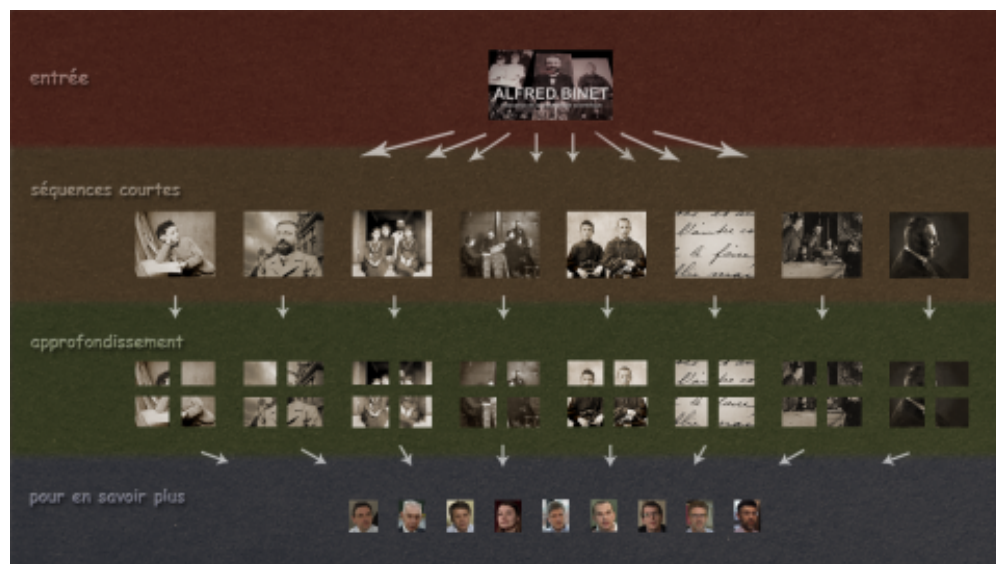 entrée
ALFRED BINET
séquences courtes
approfondissement
pour en savoir plus